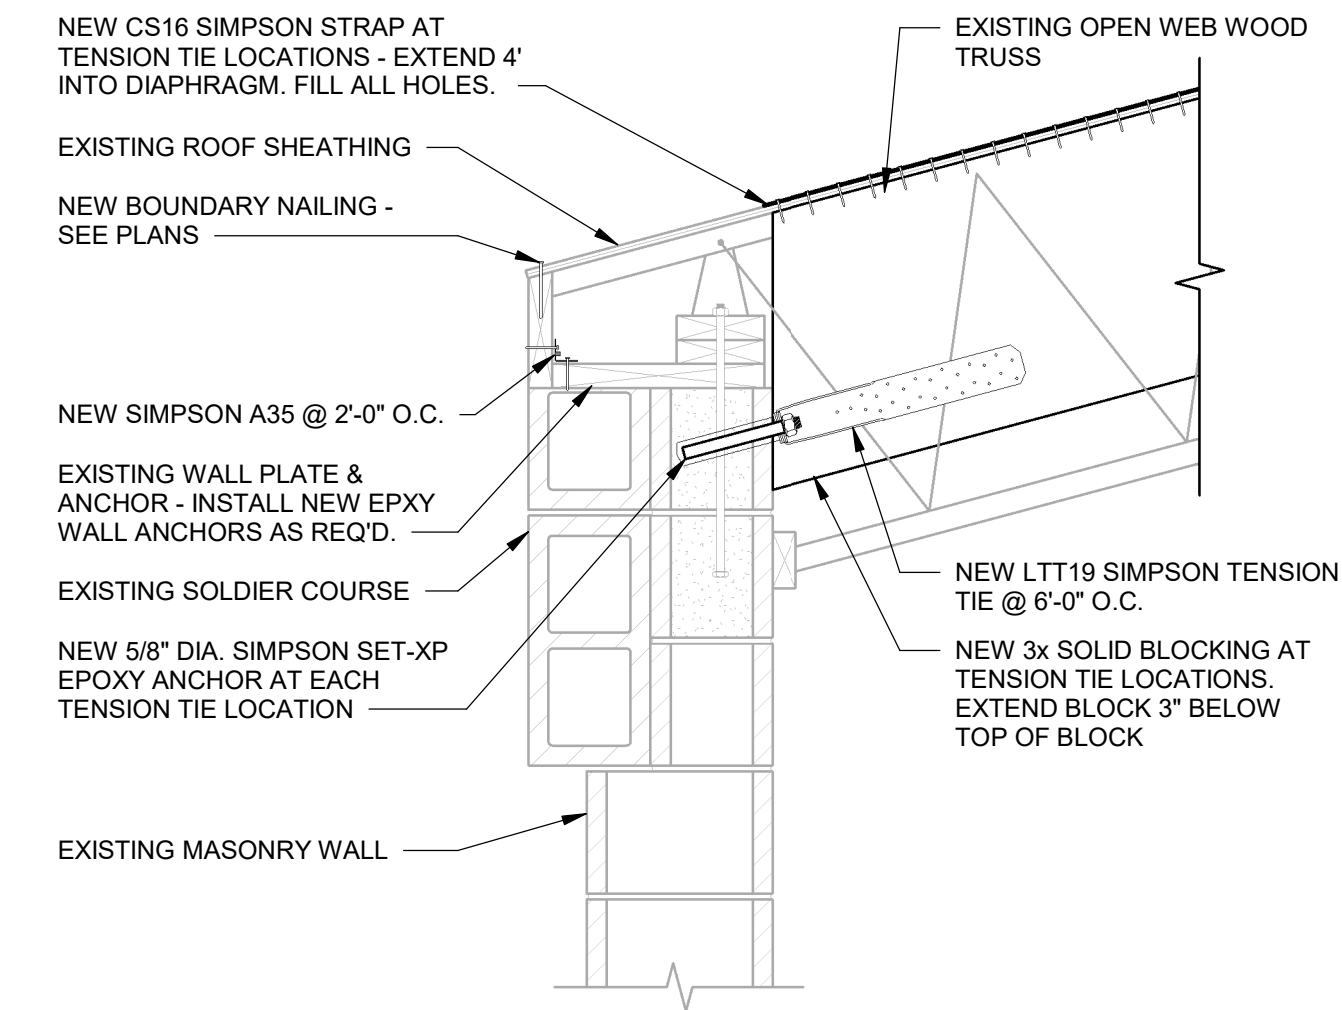 NEW CS16 SIMPSON STRAP AT
TENSION TIE LOCATIONS - EXTEND 4'
INTO DIAPHRAGM. FILL ALL HOLES.
EXISTING ROOF SHEATHING
NEW BOUNDARY NAILING -
SEE PLANS
NEW SIMPSON A35 @ 2'-0" O.C.
EXISTING WALL PLATE &
ANCHOR - INSTALL NEW EPXY
WALL ANCHORS AS REQ'D.
EXISTING SOLDIER COURSE
NEW 5/8" DIA. SIMPSON SET-XP
EPOXY ANCHOR AT EACH
TENSION TIE LOCATION
EXISTING MASONRY WALL
EXISTING OPEN WEB WOOD
TRUSS
NEW LTT19 SIMPSON TENSION
TIE @ 6'-0" O.C.
NEW 3x SOLID BLOCKING AT
TENSION TIE LOCATIONS.
EXTEND BLOCK 3" BELOW
TOP OF BLOCK